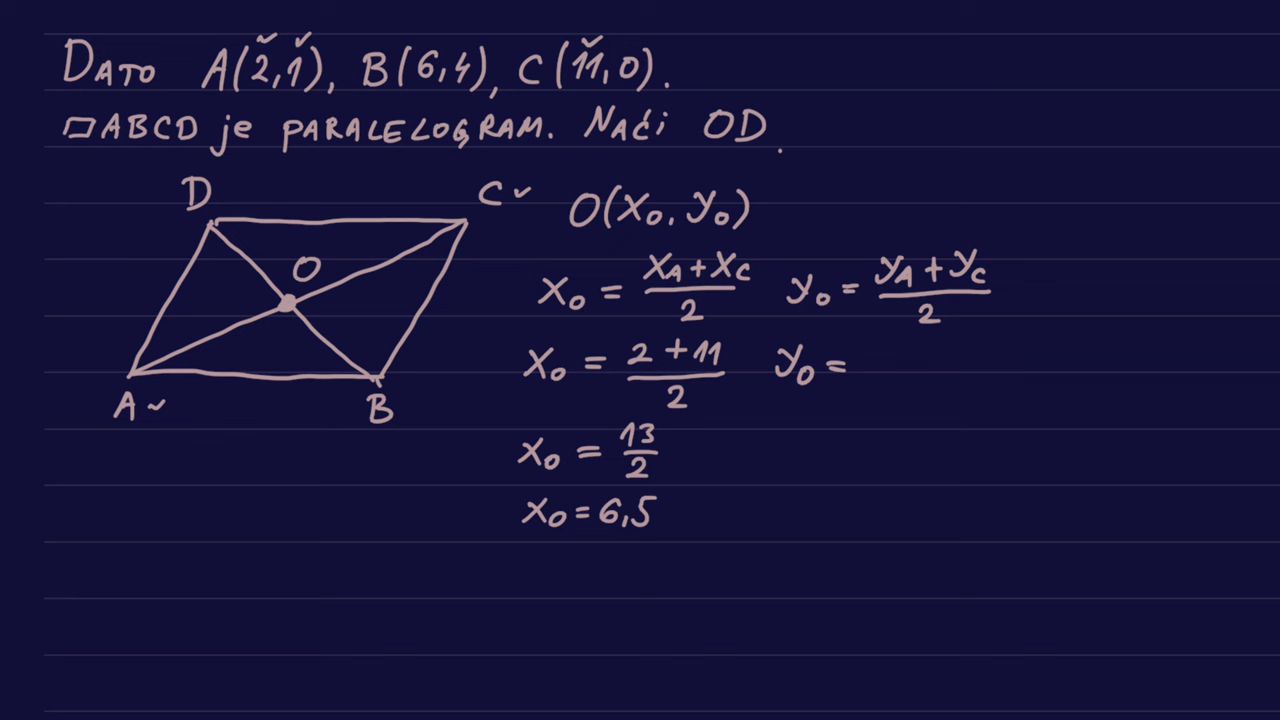 DATO A(2,1), B(6,4), C(11,0).
▱ABCD je PARALELOGRAM. NAĆI OD.
D C
O(X₀, Y₀)
O
X₀ = (X_A + X_C)/2 Y₀ = (Y_A + Y_C)/2
X₀ = (2 + 11)/2 Y₀ =
A B
X₀ = 13/2
X₀ = 6,5